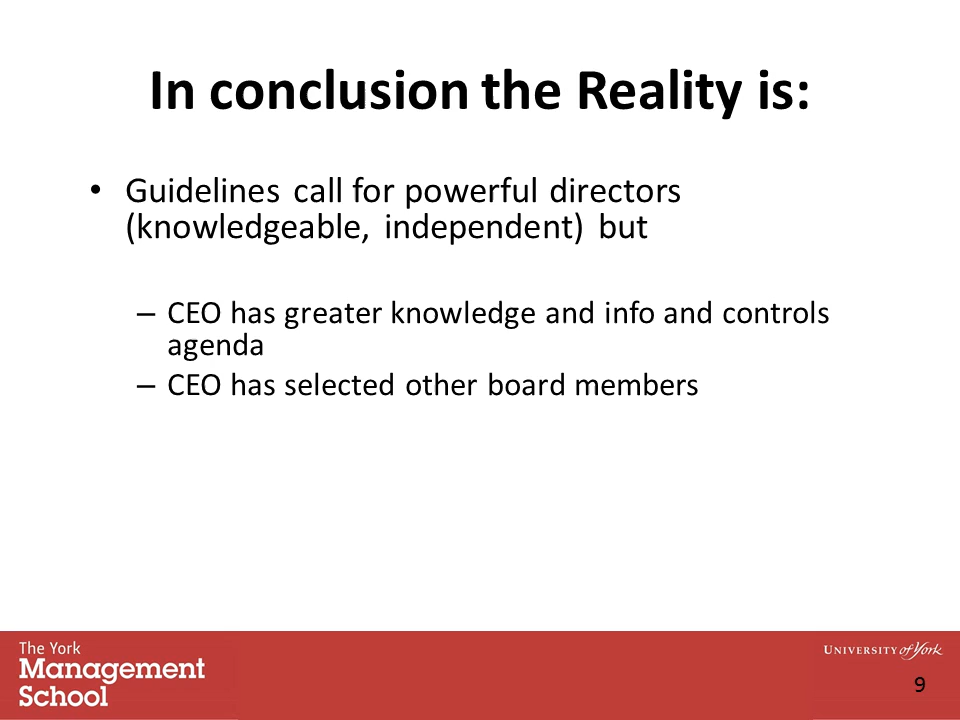 In conclusion the Reality is:
• Guidelines call for powerful directors
(knowledgeable, independent) but
– CEO has greater knowledge and info and controls
agenda
– CEO has selected other board members
The York
Management
School
UNIVERSITY of York
9